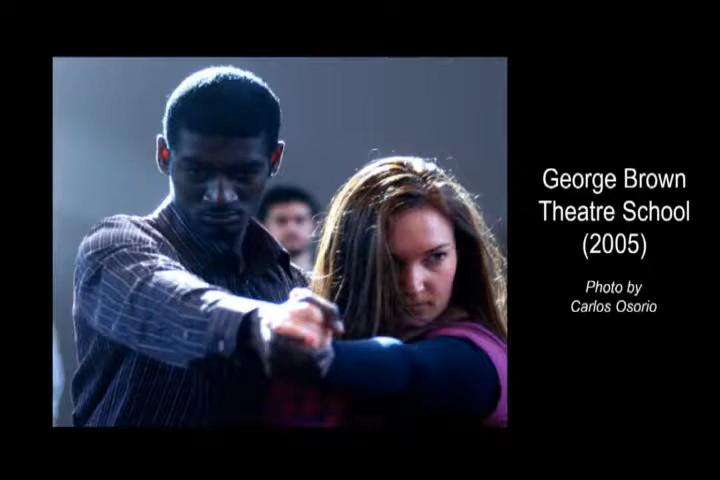 George Brown
Theatre School
(2005)
Photo by
Carlos Osorio